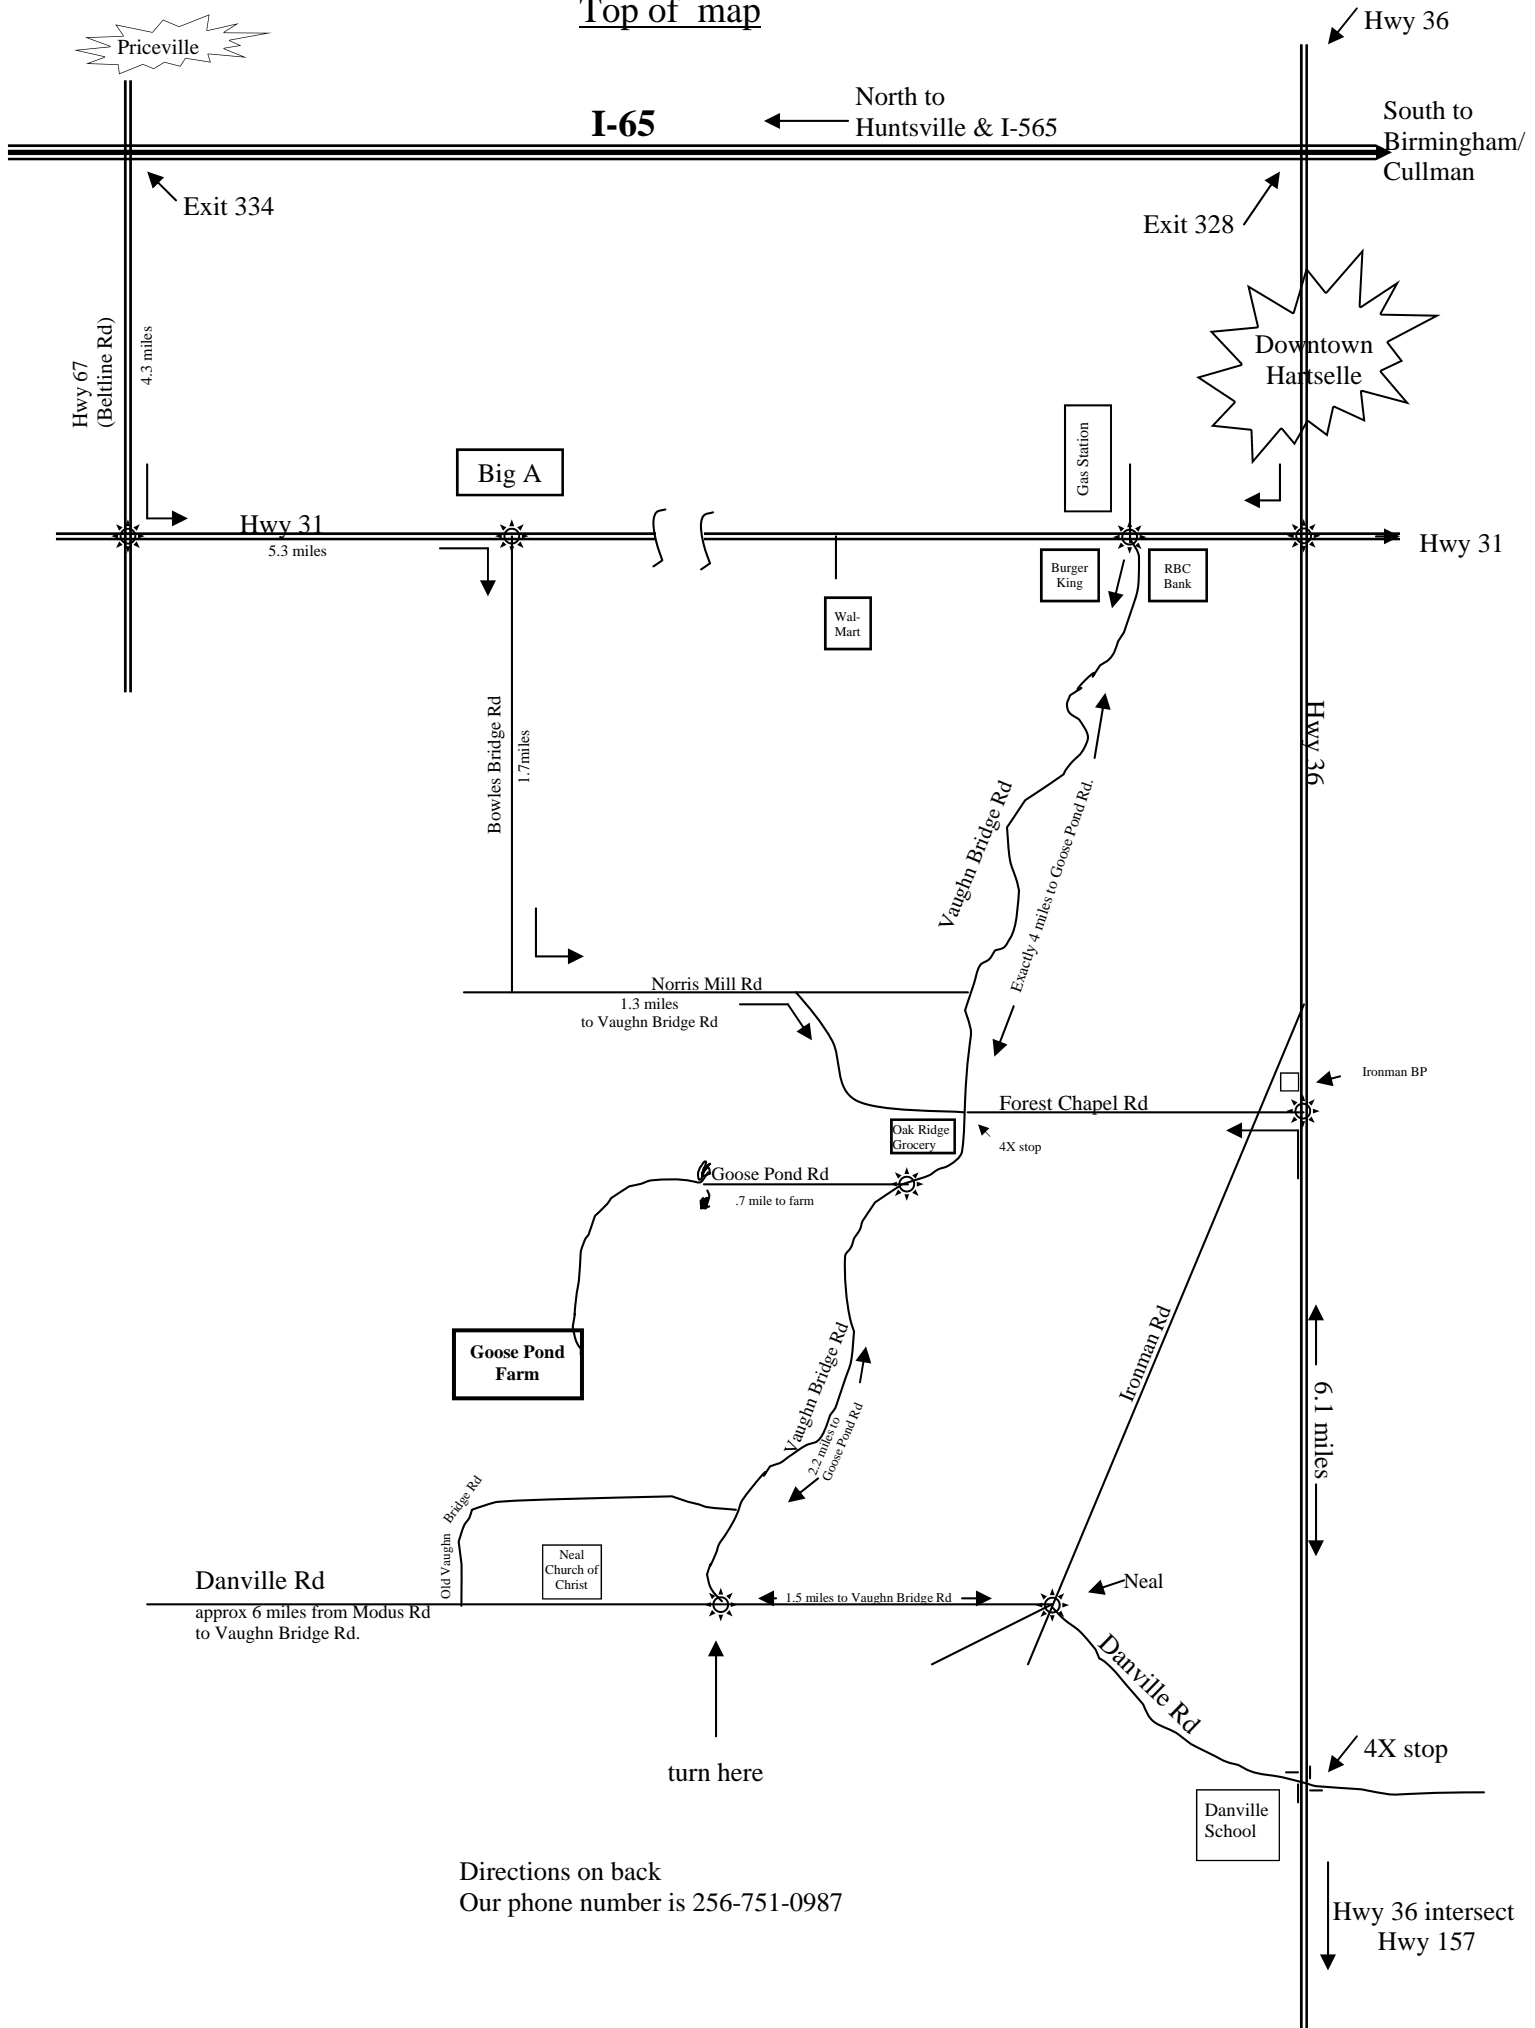 Top of map
Hwy 36
Priceville
North to
Huntsville & I-565
I-65
South to
Birmingham/
Cullman
Exit 334
Exit 328
Hwy 67
(Beltline Rd)
4.3 miles
Downtown
Hartselle
Gas Station
Big A
Hwy 31
5.3 miles
Hwy 31
Burger
King
RBC
Bank
Wal-
Mart
Bowles Bridge Rd
1.7miles
Hwy 36
Vaughn Bridge Rd
Exactly 4 miles to Goose Pond Rd.
Norris Mill Rd
1.3 miles
to Vaughn Bridge Rd
Ironman BP
Forest Chapel Rd
Oak Ridge
Grocery
4X stop
Goose Pond Rd
.7 mile to farm
Goose Pond
Farm
Vaughn Bridge Rd
2.2 miles to
Goose Pond Rd
Ironman Rd
6.1 miles
Old Vaughn Bridge Rd
Neal
Church of
Christ
Danville Rd
approx 6 miles from Modus Rd
to Vaughn Bridge Rd.
1.5 miles to Vaughn Bridge Rd
Neal
Danville Rd
turn here
4X stop
Danville
School
Directions on back
Our phone number is 256-751-0987
Hwy 36 intersect
Hwy 157